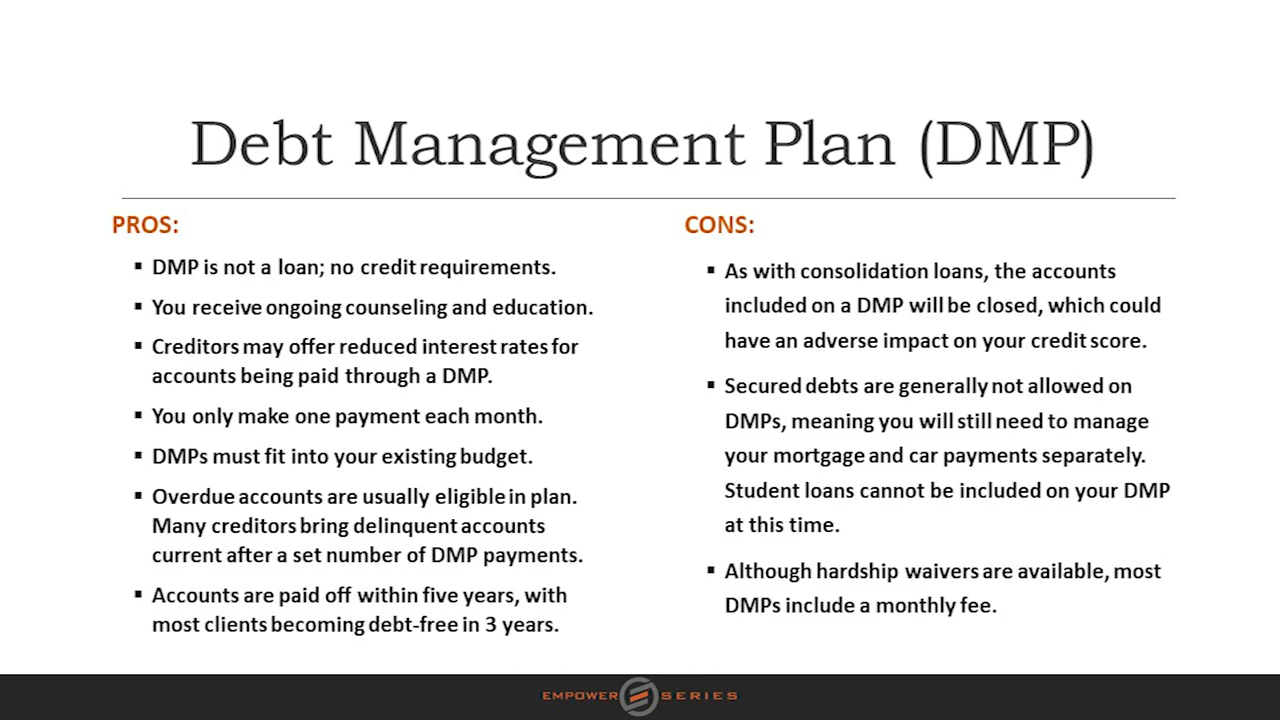 Debt Management Plan (DMP)
PROS:
▪ DMP is not a loan; no credit requirements.
▪ You receive ongoing counseling and education.
▪ Creditors may offer reduced interest rates for
accounts being paid through a DMP.
▪ You only make one payment each month.
▪ DMPs must fit into your existing budget.
▪ Overdue accounts are usually eligible in plan.
Many creditors bring delinquent accounts
current after a set number of DMP payments.
▪ Accounts are paid off within five years, with
most clients becoming debt-free in 3 years.
CONS:
▪ As with consolidation loans, the accounts
included on a DMP will be closed, which could
have an adverse impact on your credit score.
▪ Secured debts are generally not allowed on
DMPs, meaning you will still need to manage
your mortgage and car payments separately.
Student loans cannot be included on your DMP
at this time.
▪ Although hardship waivers are available, most
DMPs include a monthly fee.
EMPOWER SERIES